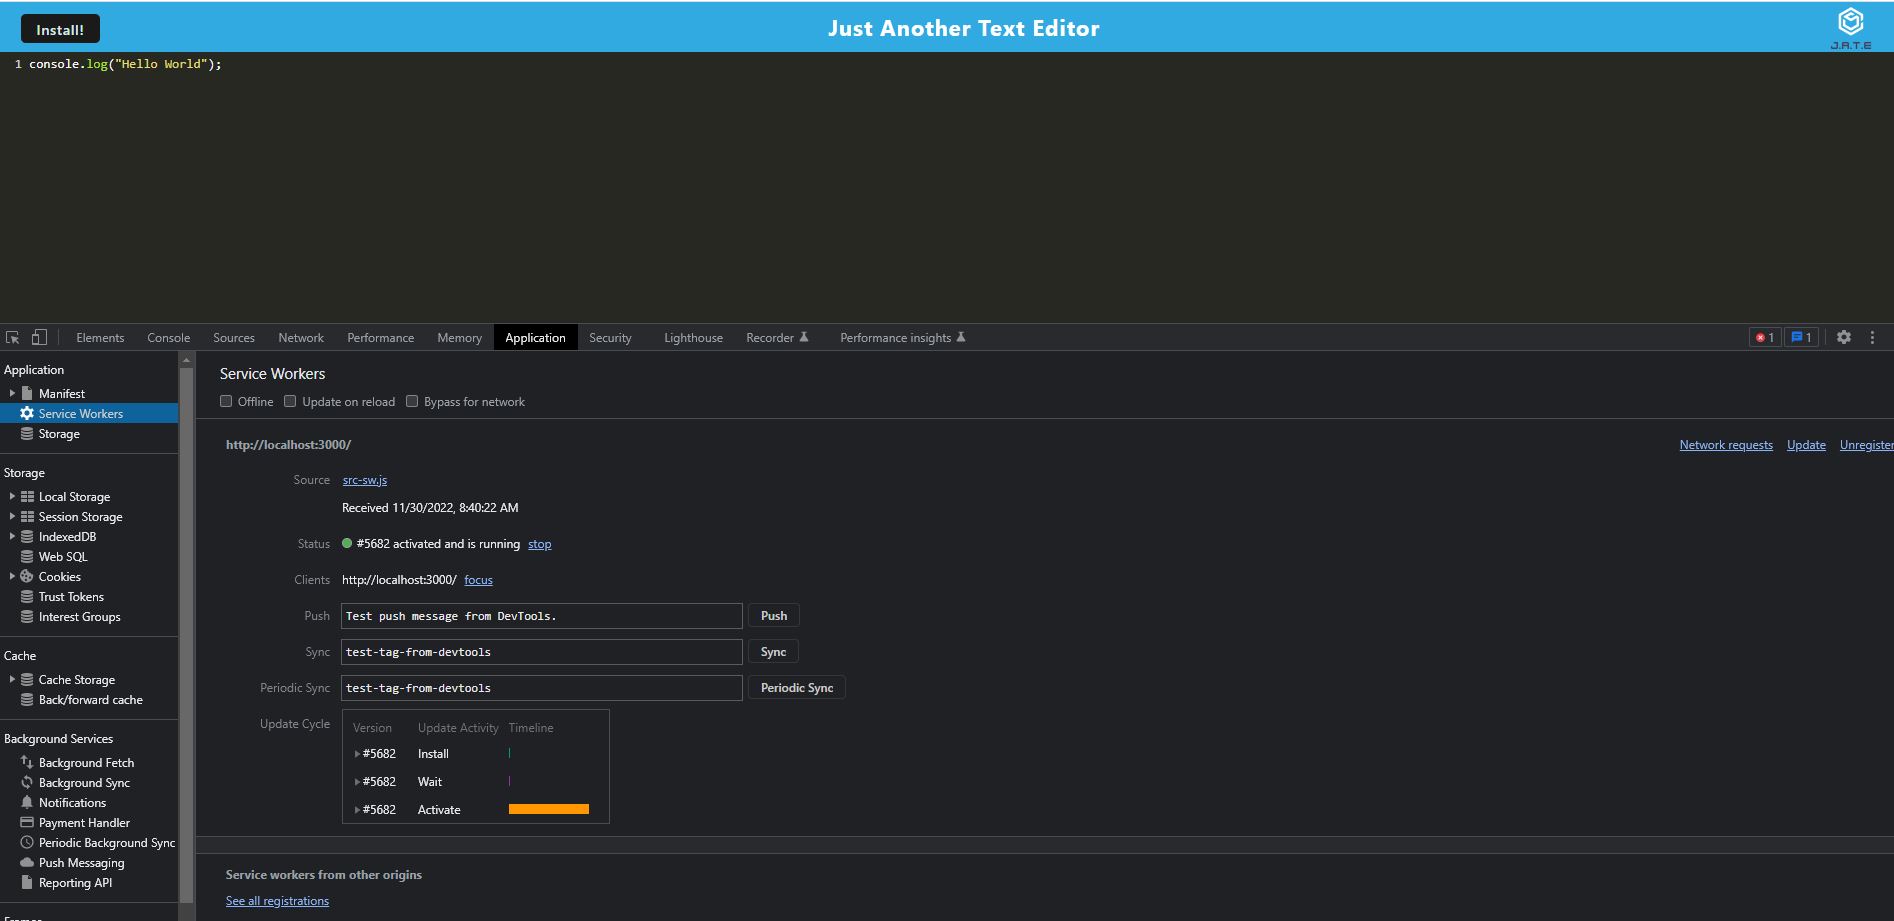 Install!
Just Another Text Editor
J.A.T.E
1 console.log("Hello World");
Elements Console Sources Network Performance Memory Application Security Lighthouse Recorder Performance insights 1 1
Application
Manifest
Service Workers
Storage
Storage
Local Storage
Session Storage
IndexedDB
Web SQL
Cookies
Trust Tokens
Interest Groups
Cache
Cache Storage
Back/forward cache
Background Services
Background Fetch
Background Sync
Notifications
Payment Handler
Periodic Background Sync
Push Messaging
Reporting API
Service Workers
Offline Update on reload Bypass for network
http://localhost:3000/ Network requests Update Unregister
Source src-sw.js
Received 11/30/2022, 8:40:22 AM
Status #5682 activated and is running stop
Clients http://localhost:3000/ focus
Push Test push message from DevTools. Push
Sync test-tag-from-devtools Sync
Periodic Sync test-tag-from-devtools Periodic Sync
Update Cycle Version Update Activity Timeline
#5682 Install
#5682 Wait
#5682 Activate
Service workers from other origins
See all registrations